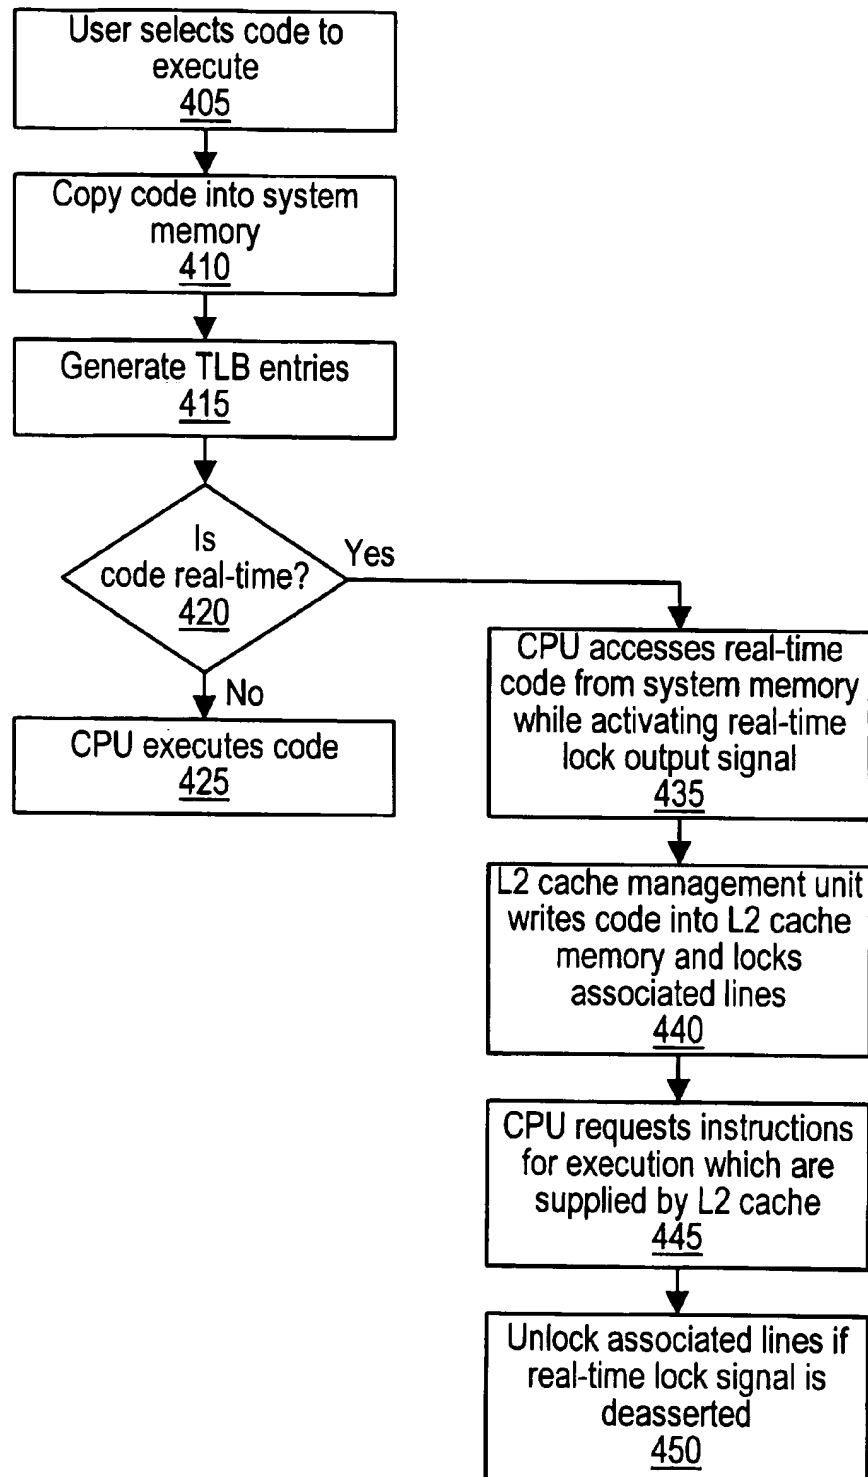 User selects code to
execute
405
Copy code into system
memory
410
Generate TLB entries
415
Is
code real-time?
420
Yes
No
CPU executes code
425
CPU accesses real-time
code from system memory
while activating real-time
lock output signal
435
L2 cache management unit
writes code into L2 cache
memory and locks
associated lines
440
CPU requests instructions
for execution which are
supplied by L2 cache
445
Unlock associated lines if
real-time lock signal is
deasserted
450